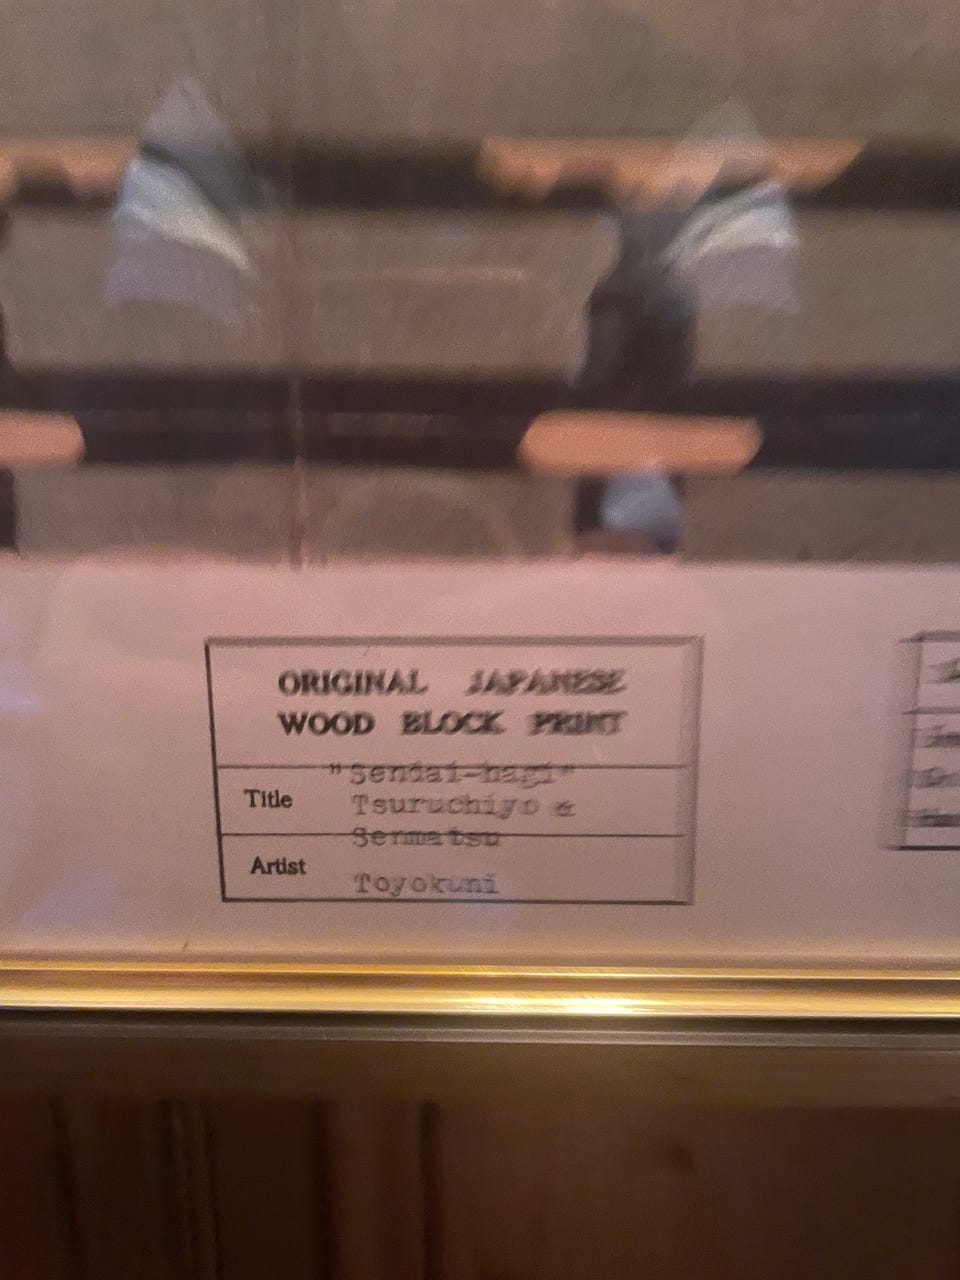 ORIGINAL JAPANESE
WOOD BLOCK PRINT
"Sendai-hagi"
Title Tsuruchiyo &
Senmatsu
Artist
Toyokuni